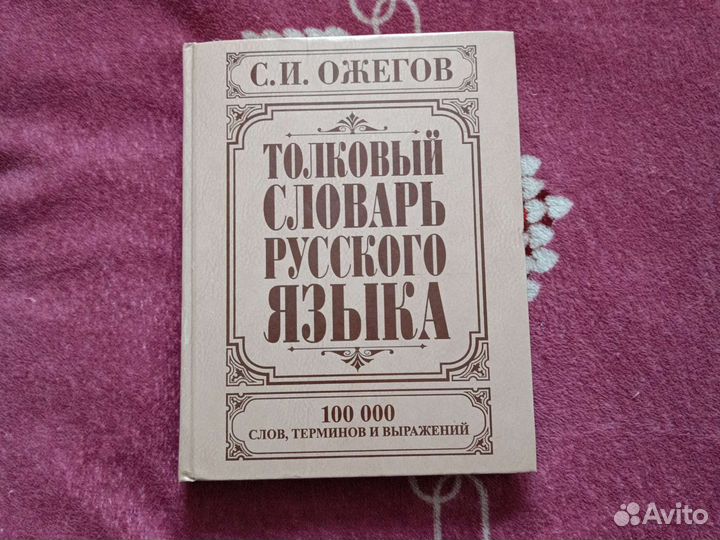 С.И. ОЖЕГОВ
ТОЛКОВЫЙ
СЛОВАРЬ
РУССКОГО
ЯЗЫКА
100 000
СЛОВ, ТЕРМИНОВ И ВЫРАЖЕНИЙ
Avito